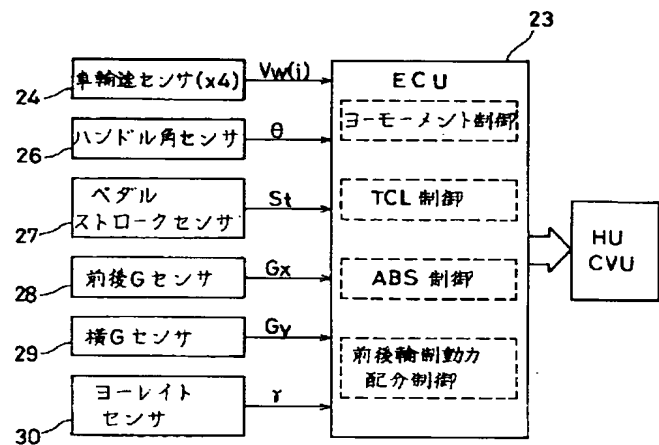 23
車輪速センサ(x4)
24
Vw(i)
ハンドル角センサ
26
θ
ペダル
ストロークセンサ
27
St
前後Gセンサ
28
Gx
横Gセンサ
29
Gy
ヨーレイト
センサ
30
γ
ECU
ヨーモーメント制御
TCL 制御
ABS 制御
前後輪制動力
配分制御
HU
CVU